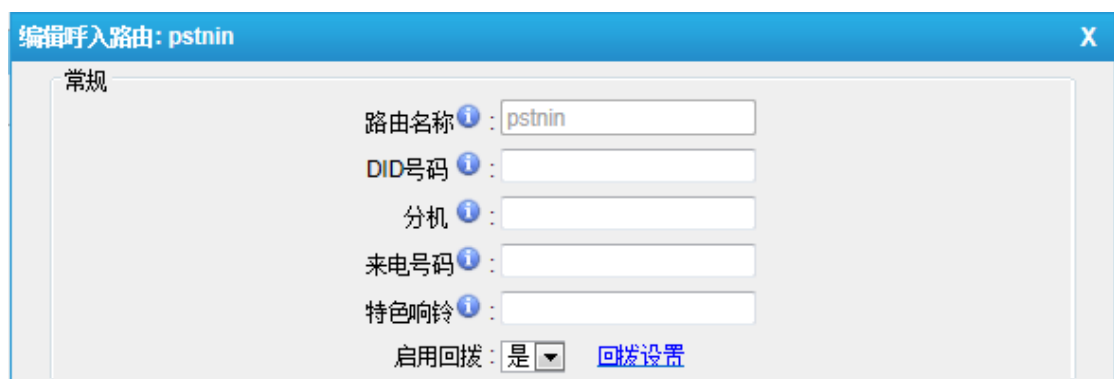 编辑呼入路由: pstnin X
常规
路由名称 : pstnin
DID号码 :
分机 :
来电号码 :
特色响铃 :
启用回拨 : 是 回拨设置